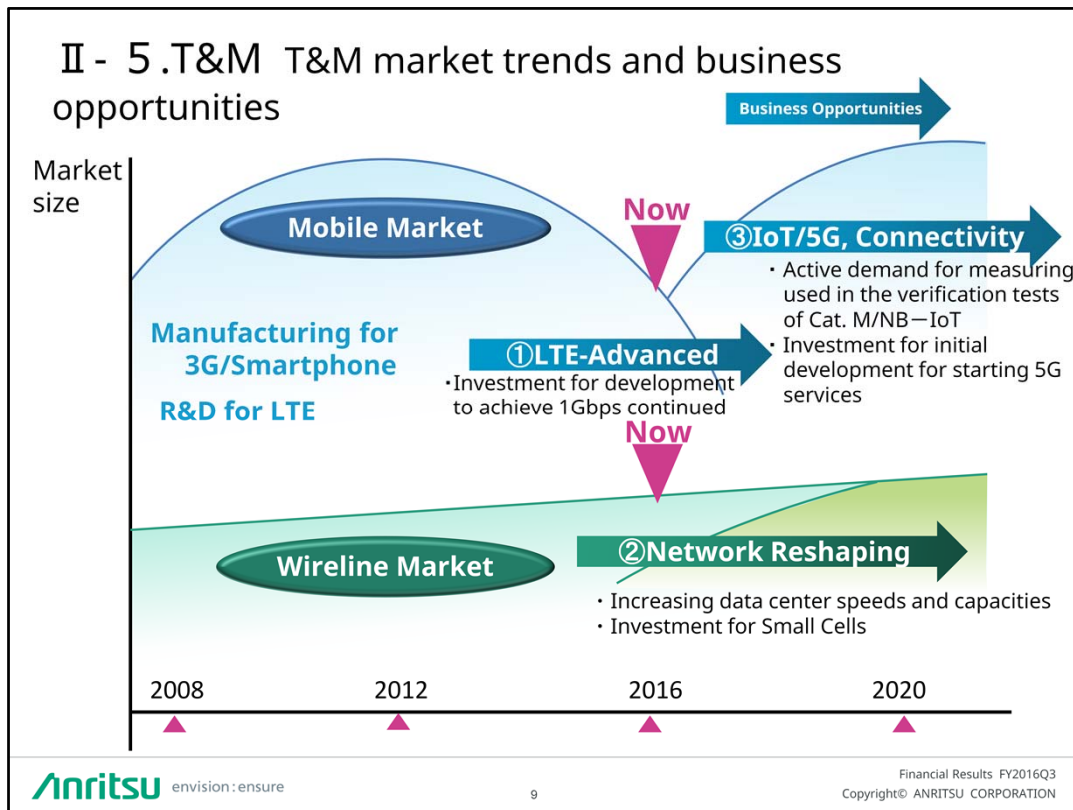 Ⅱ- 5.T&M T&M market trends and business
opportunities
Business Opportunities
Market
size
Mobile Market
Now
③IoT/5G, Connectivity
・Active demand for measuring
used in the verification tests
of Cat. M/NB－IoT
・Investment for initial
development for starting 5G
services
Manufacturing for
3G/Smartphone
R&D for LTE
①LTE-Advanced
・Investment for development
to achieve 1Gbps continued
Now
Wireline Market
②Network Reshaping
・Increasing data center speeds and capacities
・Investment for Small Cells
2008 2012 2016 2020
Anritsu envision:ensure
9
Financial Results FY2016Q3
Copyright© ANRITSU CORPORATION